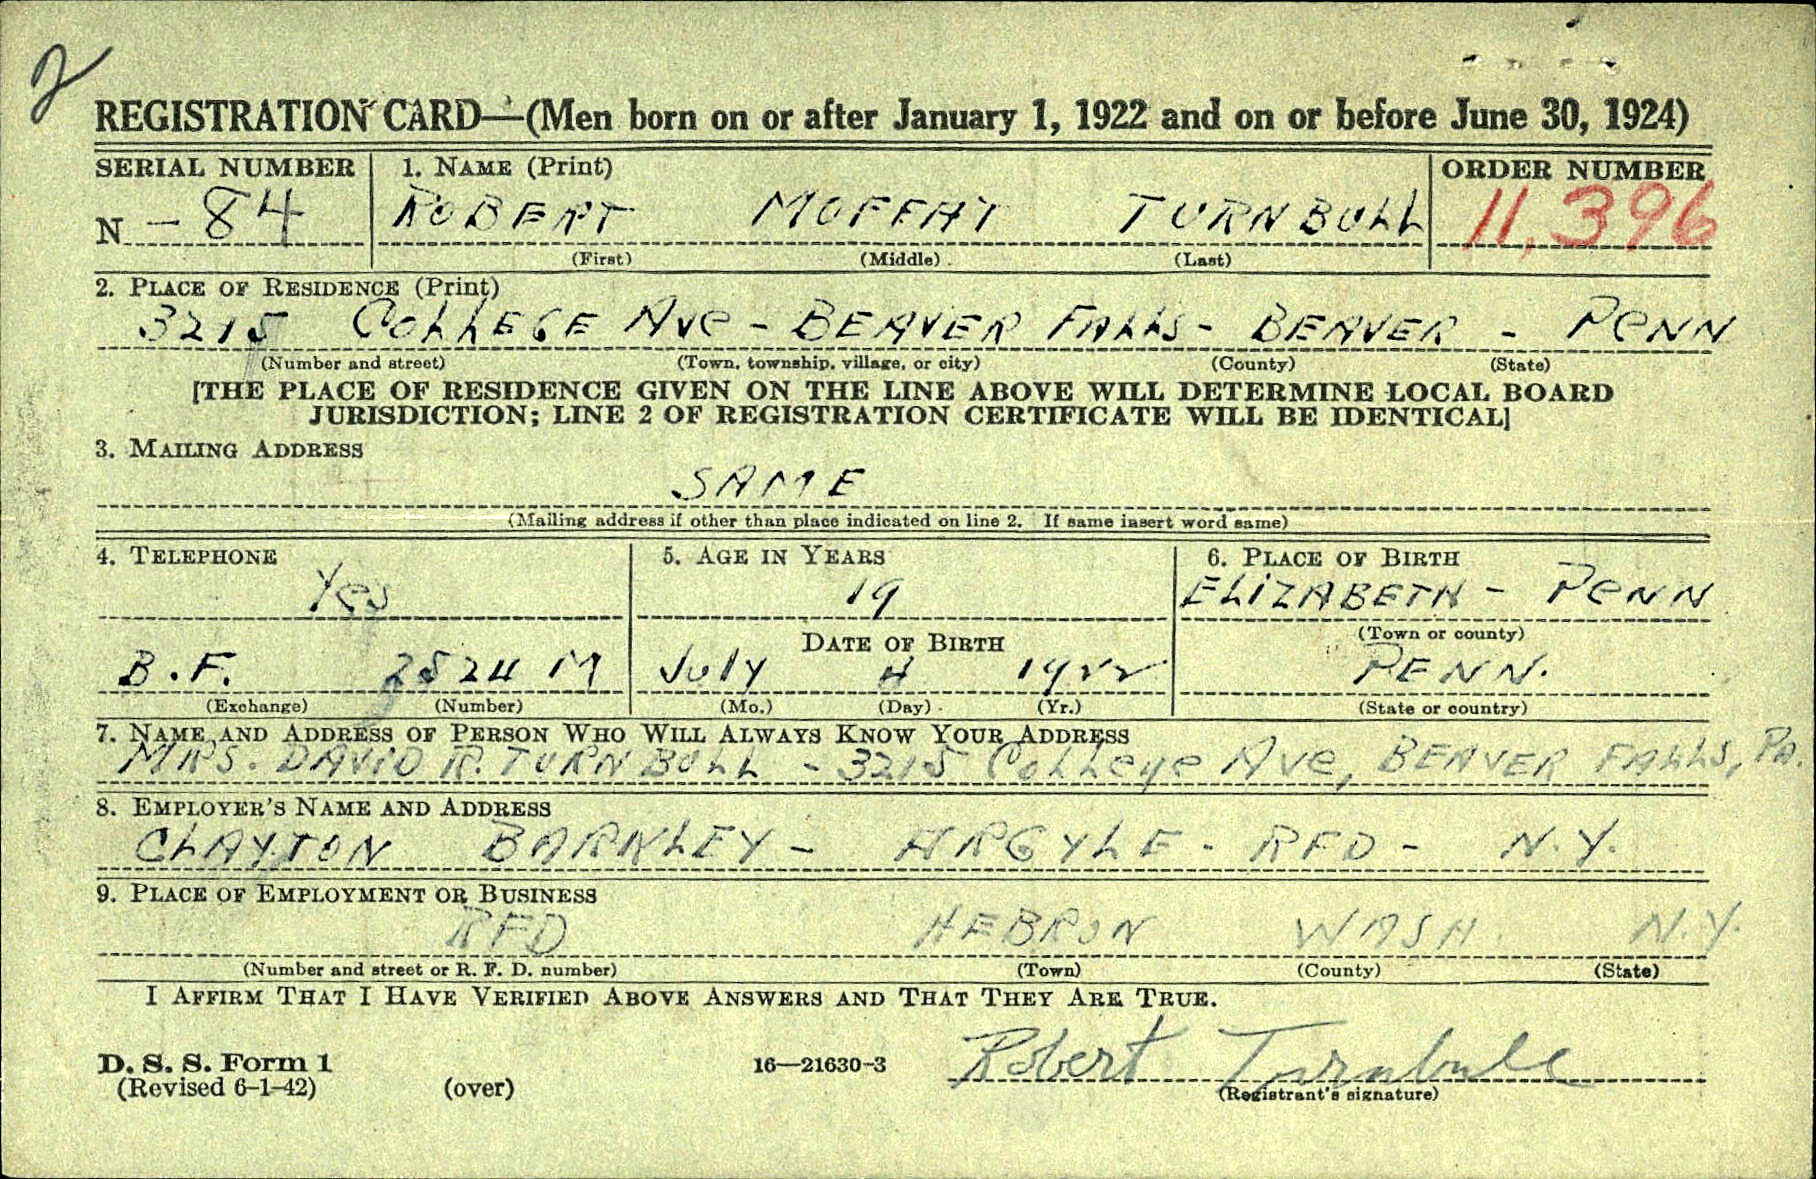 2
REGISTRATION CARD—(Men born on or after January 1, 1922 and on or before June 30, 1924)
SERIAL NUMBER 1. NAME (Print) ORDER NUMBER
N - 84 ROBERT MOFFAT TURNBULL 11,396
(First) (Middle) (Last)
2. PLACE OF RESIDENCE (Print)
3215 COLLEGE Ave - BEAVER FALLS - BEAVER - PeNN
(Number and street) (Town, township, village, or city) (County) (State)
[THE PLACE OF RESIDENCE GIVEN ON THE LINE ABOVE WILL DETERMINE LOCAL BOARD
JURISDICTION; LINE 2 OF REGISTRATION CERTIFICATE WILL BE IDENTICAL]
3. MAILING ADDRESS
SAME
(Mailing address if other than place indicated on line 2. If same insert word same)
4. TELEPHONE 5. AGE IN YEARS 6. PLACE OF BIRTH
Yes 19 ELIZABETH - PeNN
DATE OF BIRTH (Town or county)
B.F. 2524 M July 4 1922 PENN.
(Exchange) (Number) (Mo.) (Day) (Yr.) (State or country)
7. NAME AND ADDRESS OF PERSON WHO WILL ALWAYS KNOW YOUR ADDRESS
MRS. DAVID R. TURNBULL - 3215 College Ave, BEAVER FALLS, Pa.
8. EMPLOYER'S NAME AND ADDRESS
CLAYTON BARKLEY - ARGYLE - RFD - N.Y.
9. PLACE OF EMPLOYMENT OR BUSINESS
RFD HEBRON WASH. N.Y.
(Number and street or R. F. D. number) (Town) (County) (State)
I AFFIRM THAT I HAVE VERIFIED ABOVE ANSWERS AND THAT THEY ARE TRUE.
Robert Turnbull
D. S. S. Form 1 16—21630-3
(Revised 6-1-42) (over) (Registrant's signature)